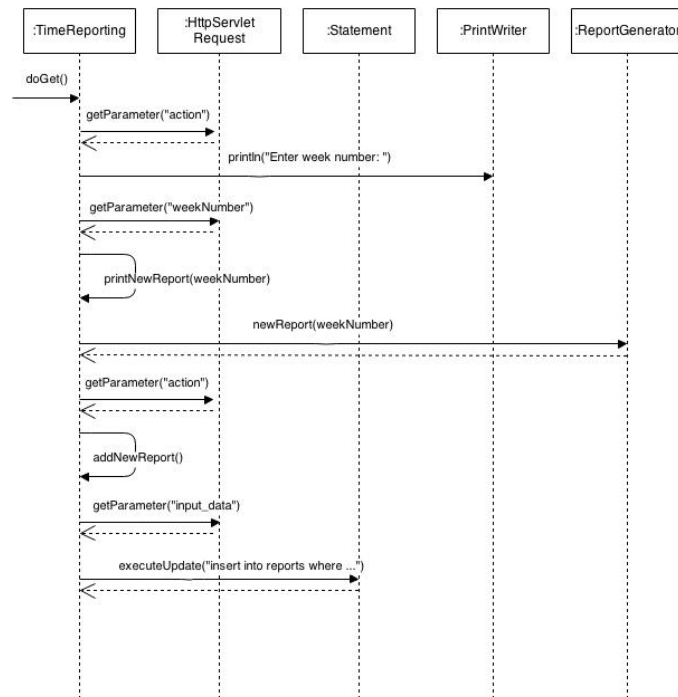 :TimeReporting
:HttpServlet
Request
:Statement
:PrintWriter
:ReportGenerator
doGet()
getParameter("action")
println("Enter week number: ")
getParameter("weekNumber")
printNewReport(weekNumber)
newReport(weekNumber)
getParameter("action")
addNewReport()
getParameter("input_data")
executeUpdate("insert into reports where ...")